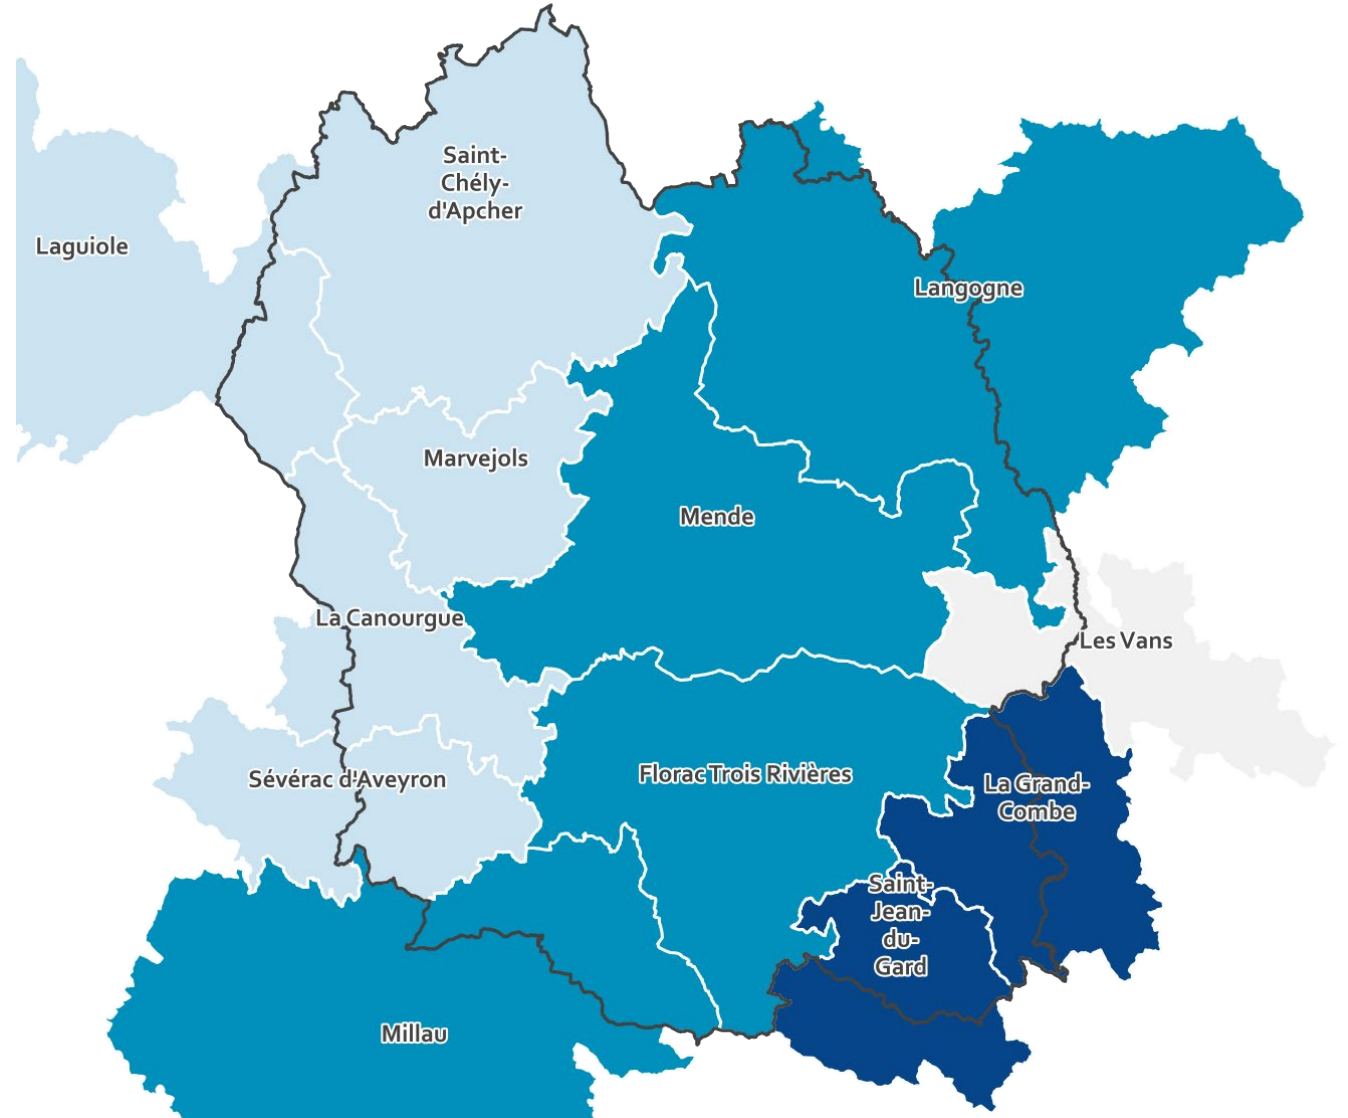 Saint-
Chély-
d'Apcher
Laguiole
Langogne
Marvejols
Mende
La Canourgue
Les Vans
Sévérac d'Aveyron
Florac Trois Rivières
La Grand-
Combe
Saint-
Jean-
du-
Gard
Millau